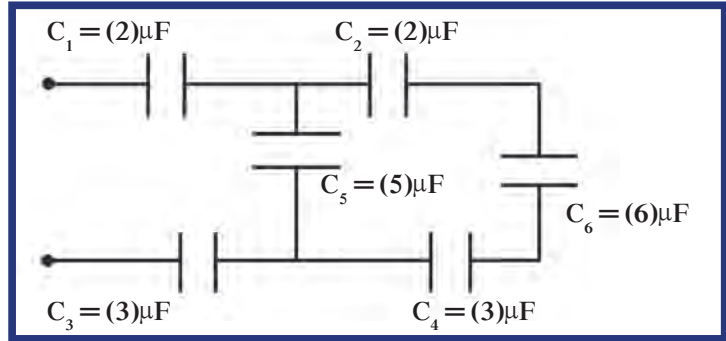 C₁ = (2)μF
C₂ = (2)μF
C₅ = (5)μF
C₆ = (6)μF
C₃ = (3)μF
C₄ = (3)μF